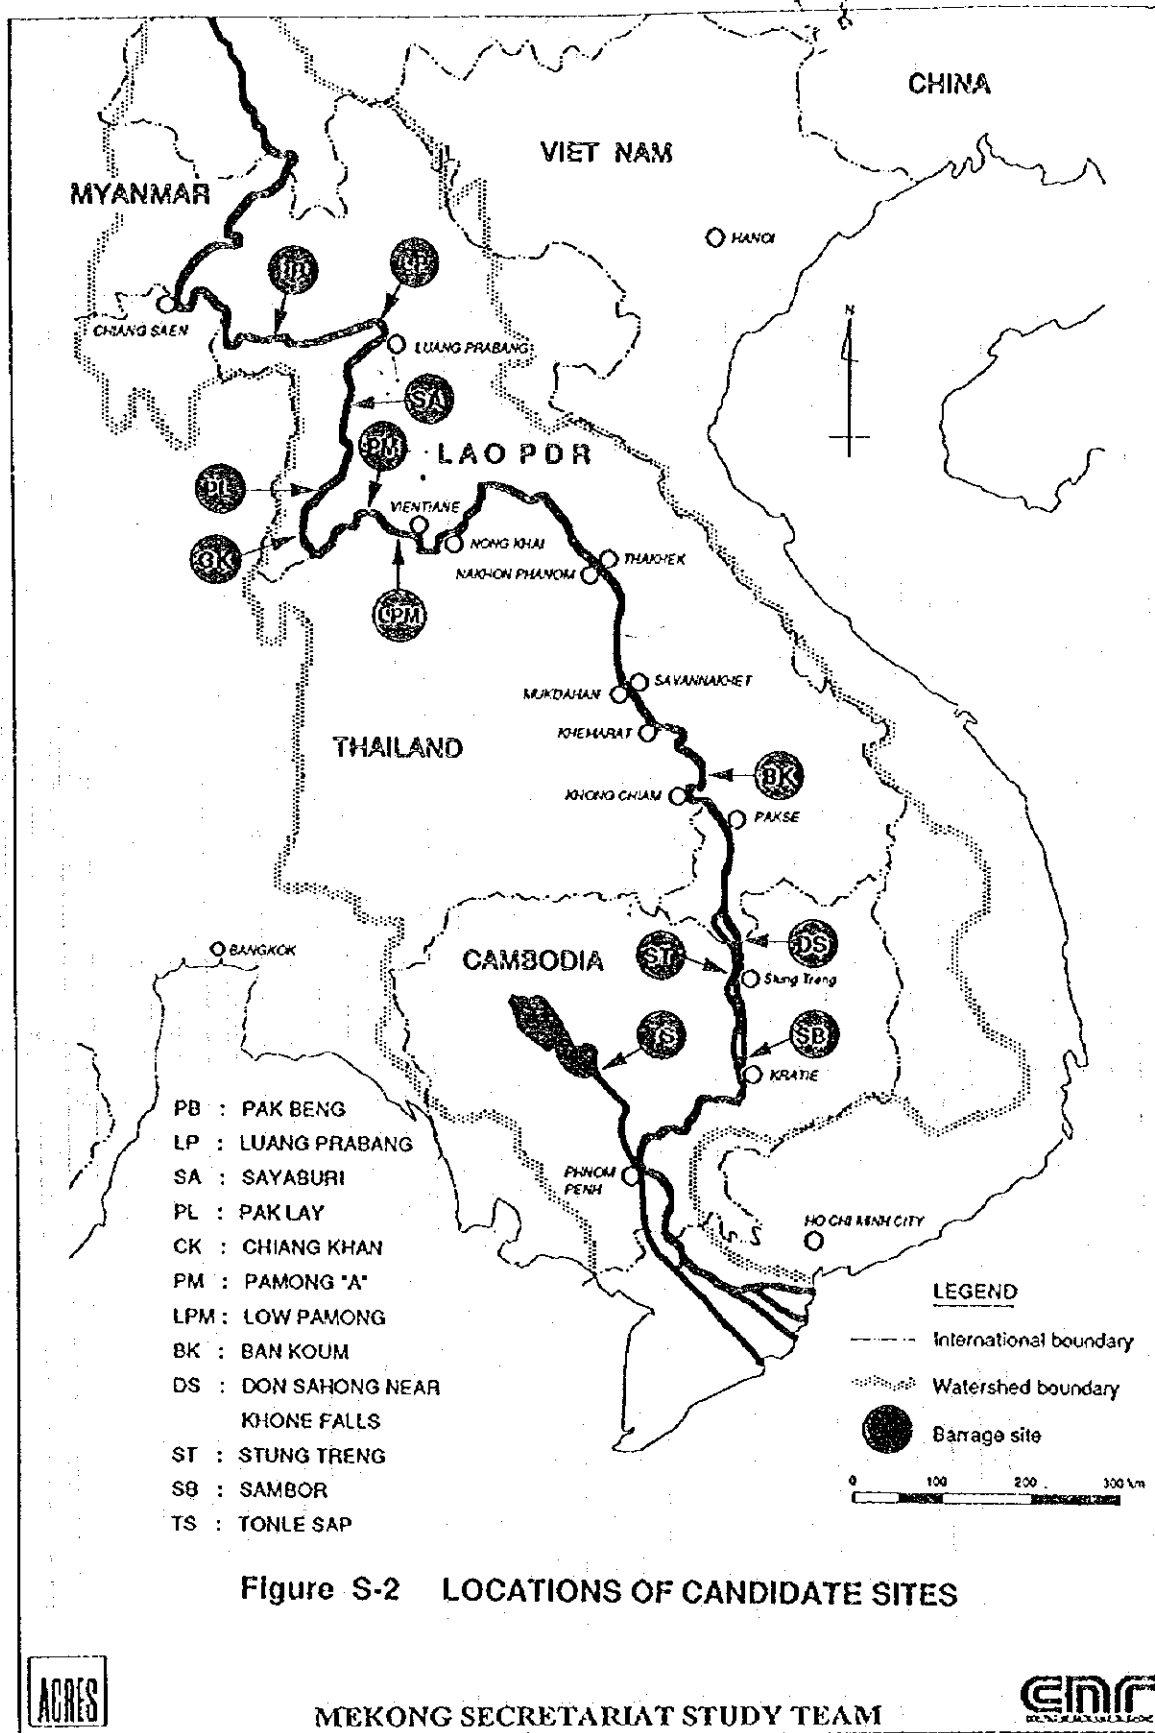 CHINA
VIET NAM
MYANMAR
HANOI
N
LP
CHIANG SAEN
LUANG PRABANG
SA
PM
LAO PDR
PL
VIENTIANE
NONG KHAI
THAKHEK
NAKHON PHANOM
CK
LPM
SAVANNAKHET
MUKDAHAN
KHEMARAT
THAILAND
BK
KHONG CHIAM
PAKSE
BANGKOK
CAMBODIA
ST
DS
Stung Treng
TS
SB
KRATIE
PHNOM
PENH
HO CHI MINH CITY
PB : PAK BENG
LP : LUANG PRABANG
SA : SAYABURI
PL : PAK LAY
CK : CHIANG KHAN
PM : PAMONG "A"
LPM : LOW PAMONG
BK : BAN KOUM
DS : DON SAHONG NEAR
KHONE FALLS
ST : STUNG TRENG
SB : SAMBOR
TS : TONLE SAP
LEGEND
International boundary
Watershed boundary
Barrage site
0 100 200 300 km
Figure S-2 LOCATIONS OF CANDIDATE SITES
ACRES
MEKONG SECRETARIAT STUDY TEAM